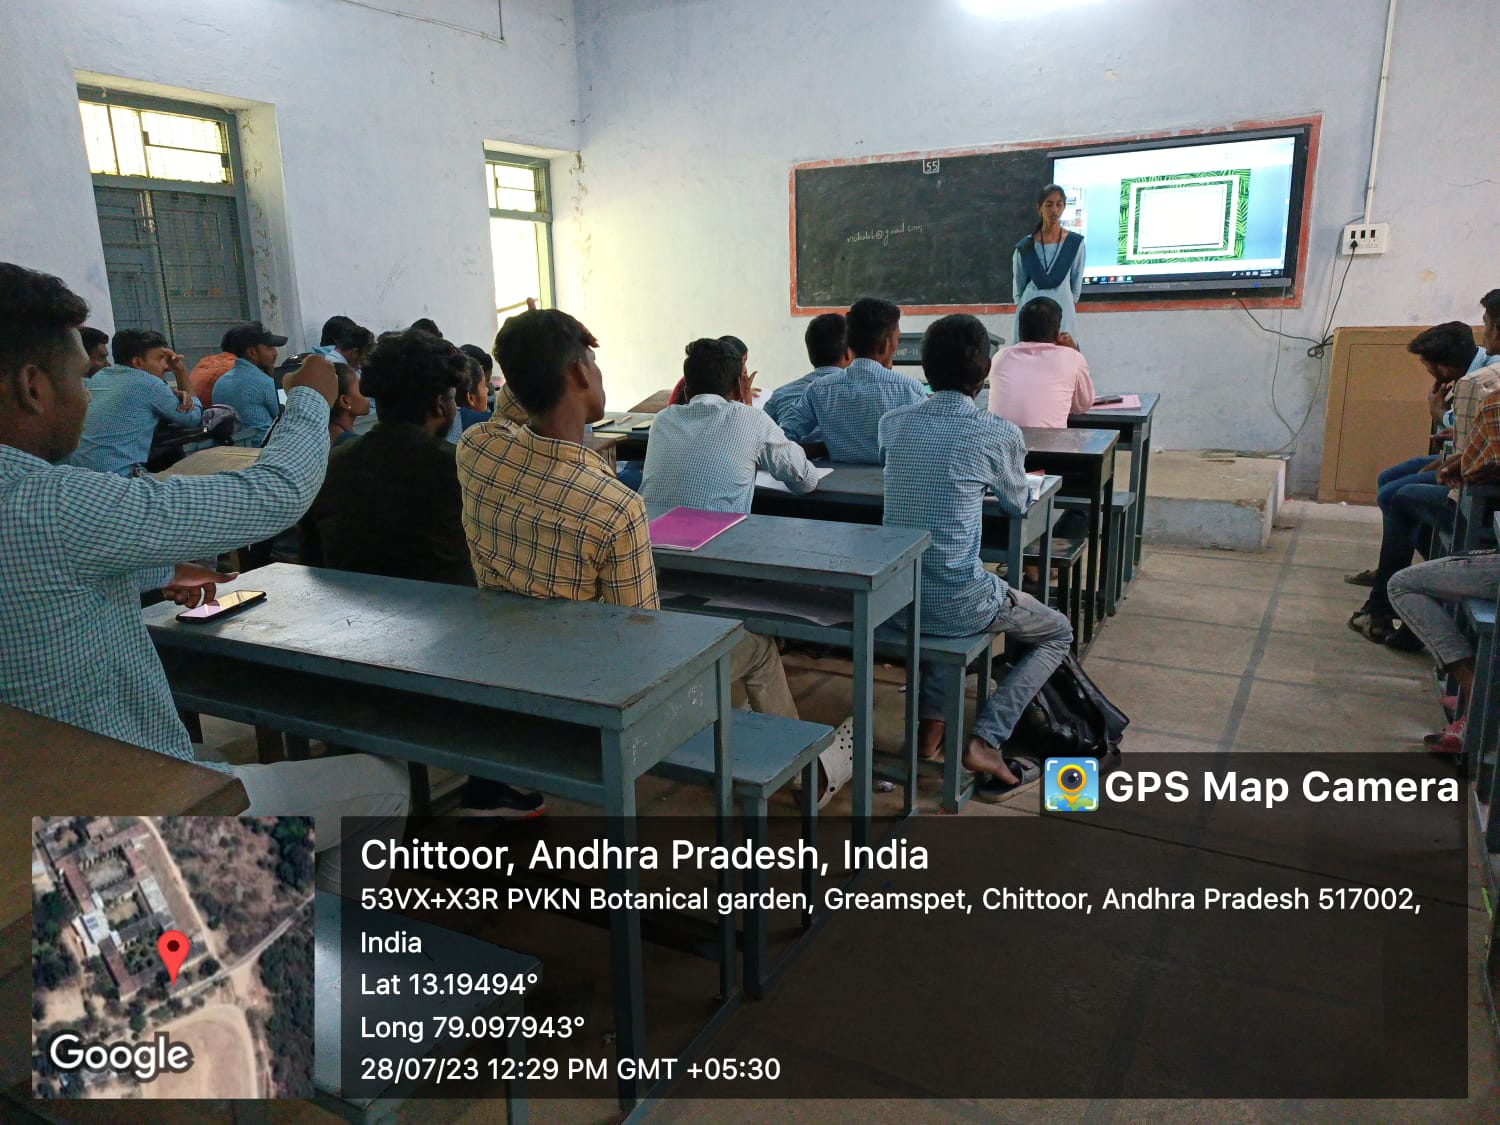 55
GPS Map Camera
Chittoor, Andhra Pradesh, India
53VX+X3R PVKN Botanical garden, Greamspet, Chittoor, Andhra Pradesh 517002,
India
Lat 13.19494°
Long 79.097943°
28/07/23 12:29 PM GMT +05:30
Google